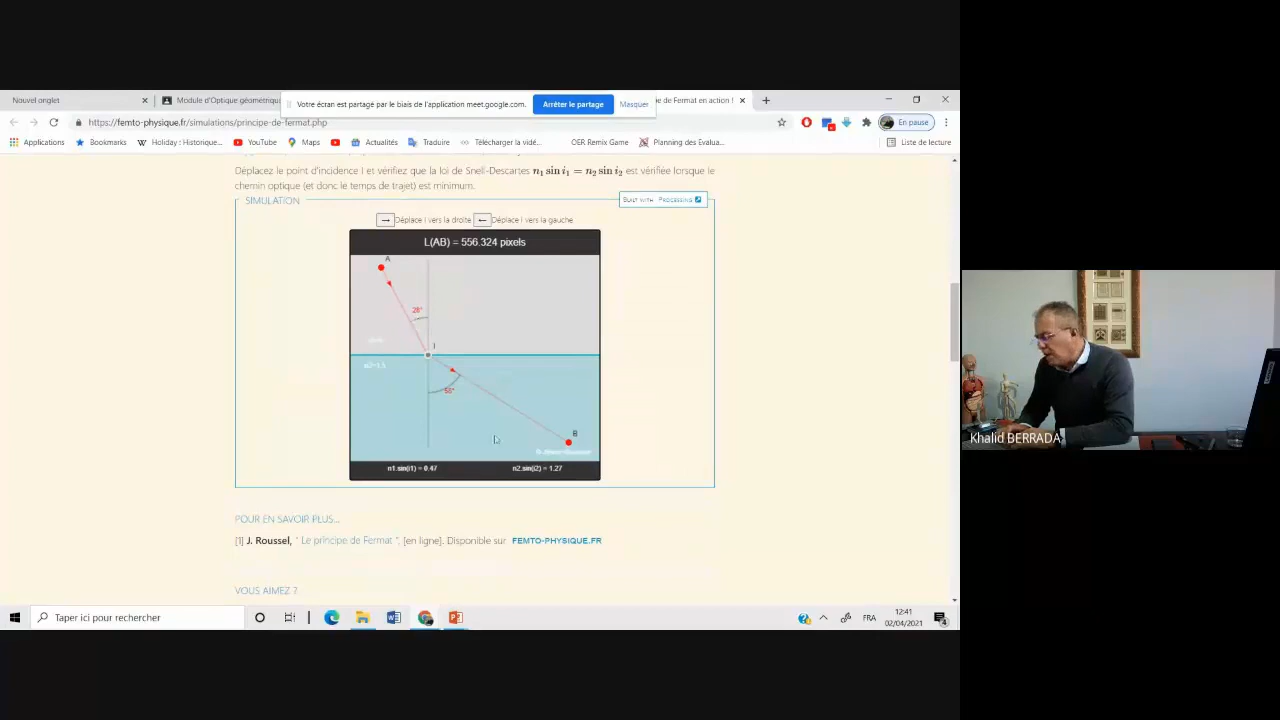 Nouvel onglet
Module d'Optique géométriqu
Votre écran est partagé par le biais de l'application meet.google.com.
Arrêter le partage
Masquer
e de Fermat en action !
https://femto-physique.fr/simulations/principe-de-fermat.php
En pause
Applications
Bookmarks
Holiday : Historique...
YouTube
Maps
Actualités
Traduire
Télécharger la vidé...
OER Remix Game
Planning des Evalua...
Liste de lecture
Déplacez le point d'incidence I et vérifiez que la loi de Snell-Descartes n₁ sin i₁ = n₂ sin i₂ est vérifiée lorsque le
chemin optique (et donc le temps de trajet) est minimum.
SIMULATION
BUILT WITH PROCESSING
→ Déplace I vers la droite ← Déplace I vers la gauche
L(AB) = 556.324 pixels
A
28°
I
n2=1.5
58°
B
n1.sin(i1) = 0.47
n2.sin(i2) = 1.27
POUR EN SAVOIR PLUS...
[1] J. Roussel, " Le principe de Fermat ", [en ligne]. Disponible sur FEMTO-PHYSIQUE.FR
VOUS AIMEZ ?
Taper ici pour rechercher
FRA
12:41
02/04/2021
4
Khalid BERRADA